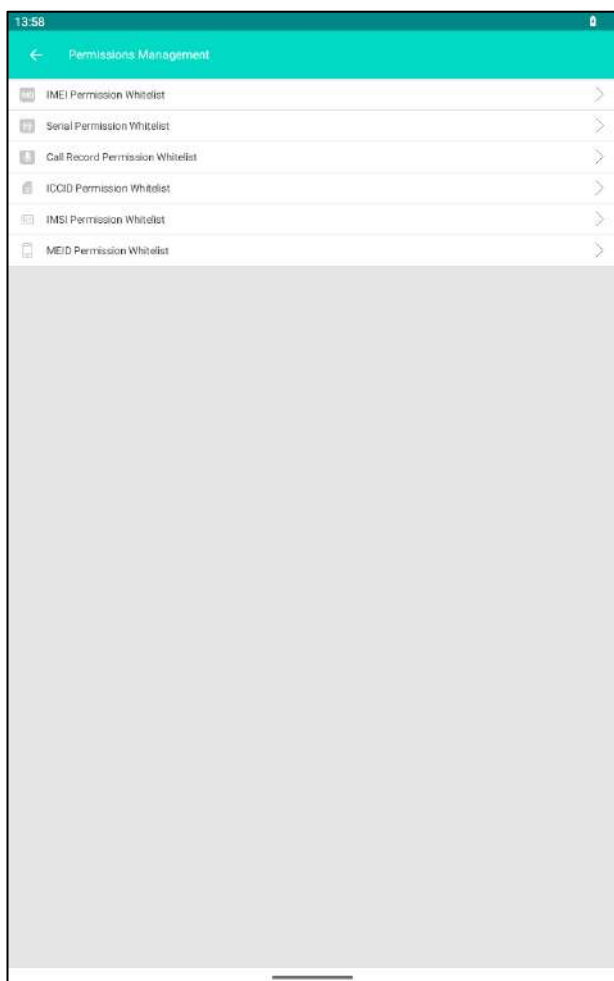 13:58
Permissions Management
IMEI Permission Whitelist
Serial Permission Whitelist
Call Record Permission Whitelist
ICCID Permission Whitelist
IMSI Permission Whitelist
MEID Permission Whitelist